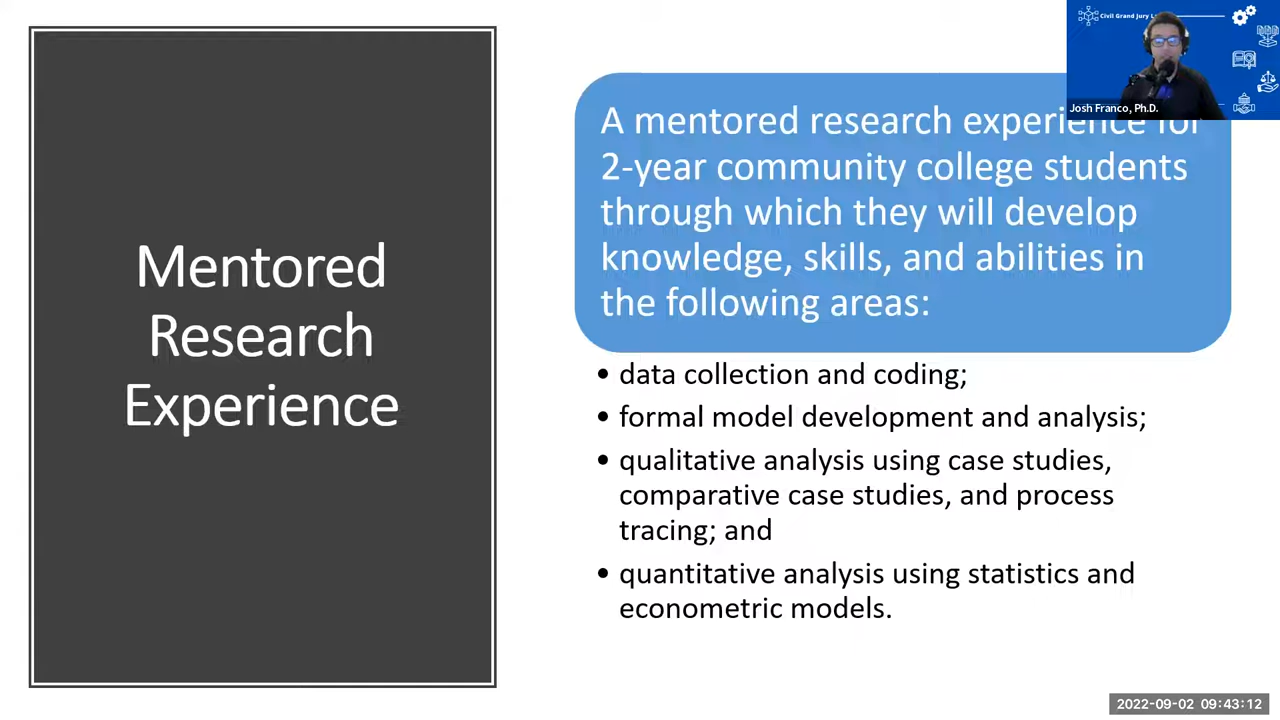 Mentored
Research
Experience
Civil Grand Jury
Josh Franco, Ph.D.
A mentored research experience for
2-year community college students
through which they will develop
knowledge, skills, and abilities in
the following areas:
• data collection and coding;
• formal model development and analysis;
• qualitative analysis using case studies,
comparative case studies, and process
tracing; and
• quantitative analysis using statistics and
econometric models.
2022-09-02 09:43:12